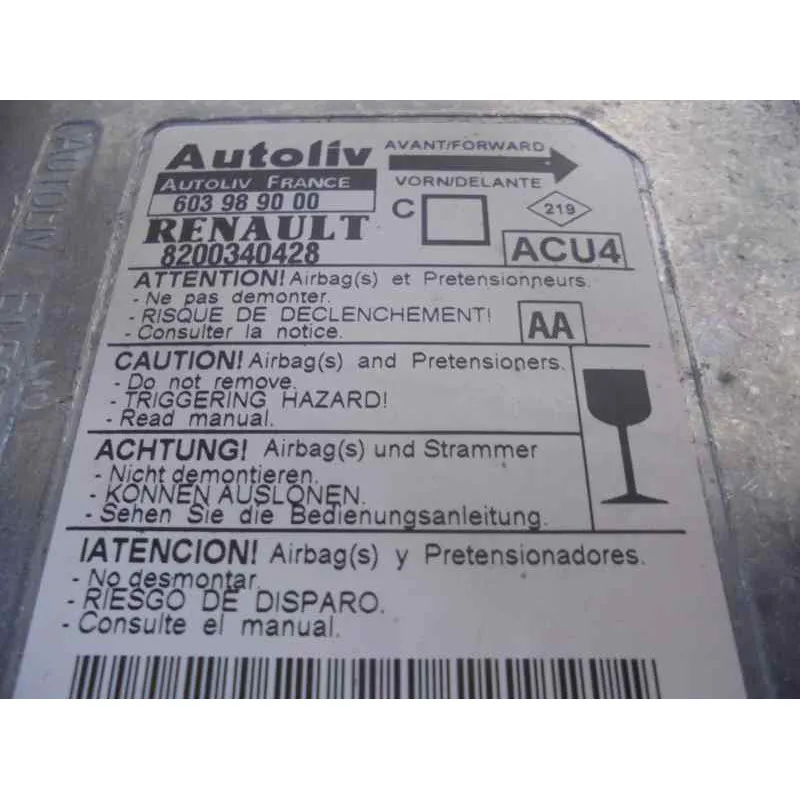 Autoliv
AVANT/FORWARD
AUTOLIV FRANCE
VORN/DELANTE
603 98 90 00
C
219
RENAULT
8200340428
ACU4
ATTENTION! Airbag(s) et Pretensionneurs.
- Ne pas demonter.
- RISQUE DE DECLENCHEMENT!
- Consulter la notice.
AA
CAUTION! Airbag(s) and Pretensioners.
- Do not remove.
- TRIGGERING HAZARD!
- Read manual.
ACHTUNG! Airbag(s) und Strammer
- Nicht demontieren.
- KONNEN AUSLONEN.
- Sehen Sie die Bedienungsanleitung.
IATENCION! Airbag(s) y Pretensionadores.
- No desmontar.
- RIESGO DE DISPARO.
- Consulte el manual.
AUTOLIV